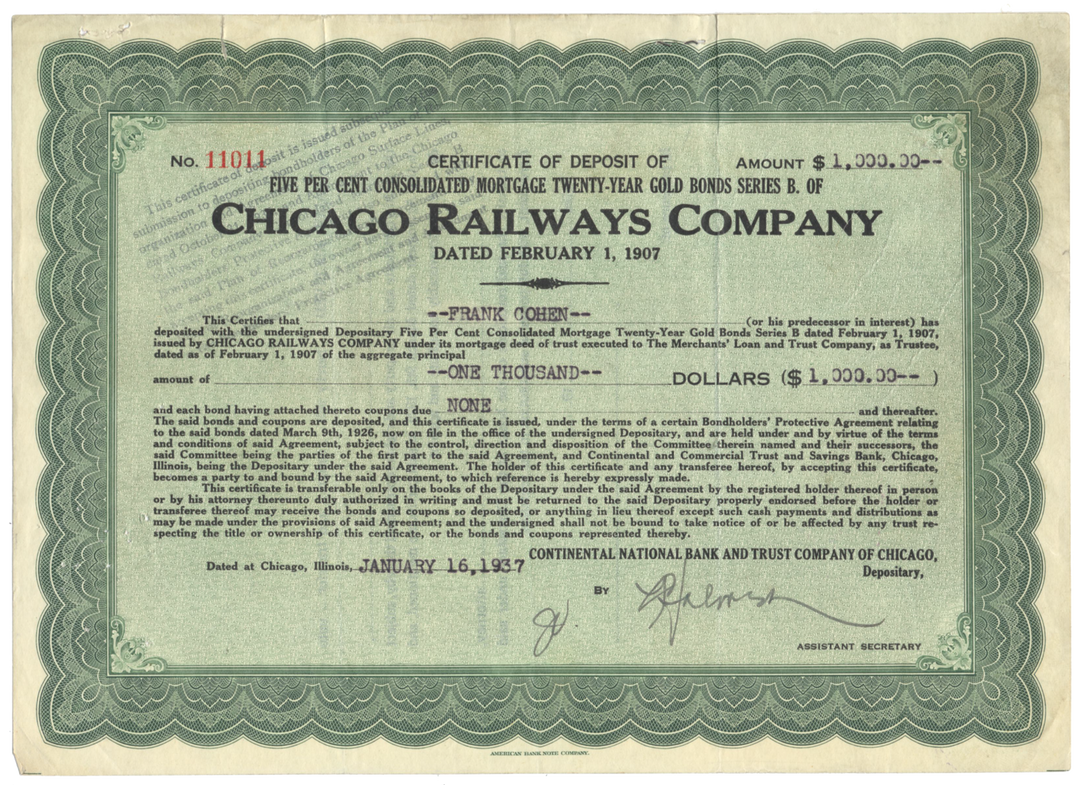 No. 11011
CERTIFICATE OF DEPOSIT OF
AMOUNT $ 1,000.00--
FIVE PER CENT CONSOLIDATED MORTGAGE TWENTY-YEAR GOLD BONDS SERIES B. OF
CHICAGO RAILWAYS COMPANY
DATED FEBRUARY 1, 1907
This certificate of deposit is issued
submission to depositing bondholders of the Plan of
Chicago Surface Lines,
This Certifies that --FRANK COHEN-- (or his predecessor in interest) has
deposited with the undersigned Depositary Five Per Cent Consolidated Mortgage Twenty-Year Gold Bonds Series B dated February 1, 1907,
issued by CHICAGO RAILWAYS COMPANY under its mortgage deed of trust executed to The Merchants' Loan and Trust Company, as Trustee,
dated as of February 1, 1907 of the aggregate principal
amount of --ONE THOUSAND-- DOLLARS ($ 1,000.00-- )
and each bond having attached thereto coupons due NONE and thereafter.
The said bonds and coupons are deposited, and this certificate is issued, under the terms of a certain Bondholders' Protective Agreement relating
to the said bonds dated March 9th, 1926, now on file in the office of the undersigned Depositary, and are held under and by virtue of the terms
and conditions of said Agreement, subject to the control, direction and disposition of the Committee therein named and their successors, the
said Committee being the parties of the first part to the said Agreement, and Continental and Commercial Trust and Savings Bank, Chicago,
Illinois, being the Depositary under the said Agreement. The holder of this certificate and any transferee hereof, by accepting this certificate,
becomes a party to and bound by the said Agreement, to which reference is hereby expressly made.
This certificate is transferable only on the books of the Depositary under the said Agreement by the registered holder thereof in person
or by his attorney thereunto duly authorized in writing and must be returned to the said Depositary properly endorsed before the holder or
transferee thereof may receive the bonds and coupons so deposited, or anything in lieu thereof except such cash payments and distributions as
may be made under the provisions of said Agreement; and the undersigned shall not be bound to take notice of or be affected by any trust re-
specting the title or ownership of this certificate, or the bonds and coupons represented thereby.
CONTINENTAL NATIONAL BANK AND TRUST COMPANY OF CHICAGO,
Dated at Chicago, Illinois, JANUARY 16,1937
Depositary,
By
ASSISTANT SECRETARY
AMERICAN BANK NOTE COMPANY.